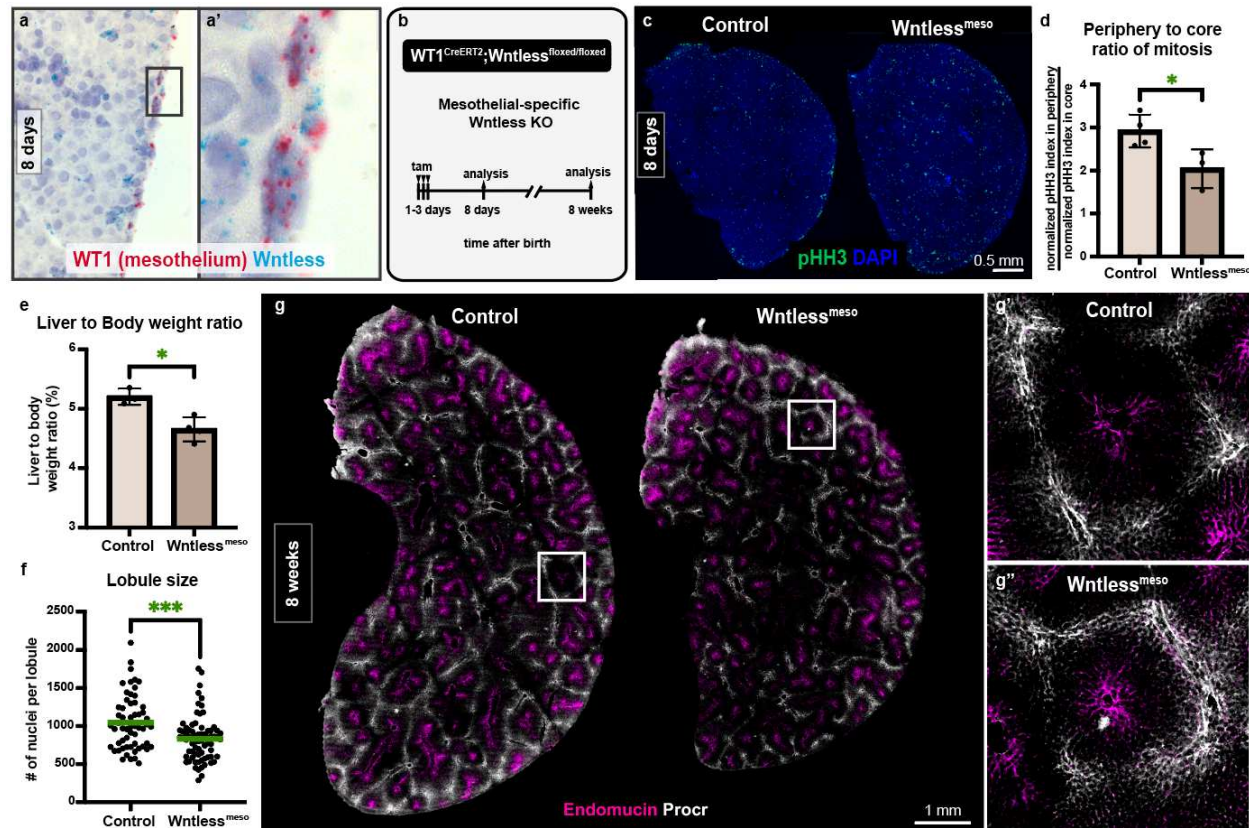 a
a'
8 days
WT1 (mesothelium) Wntless
b
WT1CreERT2;Wntlessfloxed/floxed
Mesothelial-specific
Wntless KO
tam
analysis
analysis
1-3 days
8 days
8 weeks
time after birth
c
Control
Wntlessmeso
8 days
pHH3 DAPI
0.5 mm
d
Periphery to core
ratio of mitosis
normalized pHH3 index in periphery
normalized pHH3 index in core
*
4
3
2
1
0
Control
Wntlessmeso
e
Liver to Body weight ratio
Liver to body
weight ratio (%)
*
6
5
4
3
Control
Wntlessmeso
f
Lobule size
# of nuclei per lobule
***
2500
2000
1500
1000
500
0
Control
Wntlessmeso
g
Control
Wntlessmeso
8 weeks
Endomucin Procr
1 mm
g'
Control
g"
Wntlessmeso